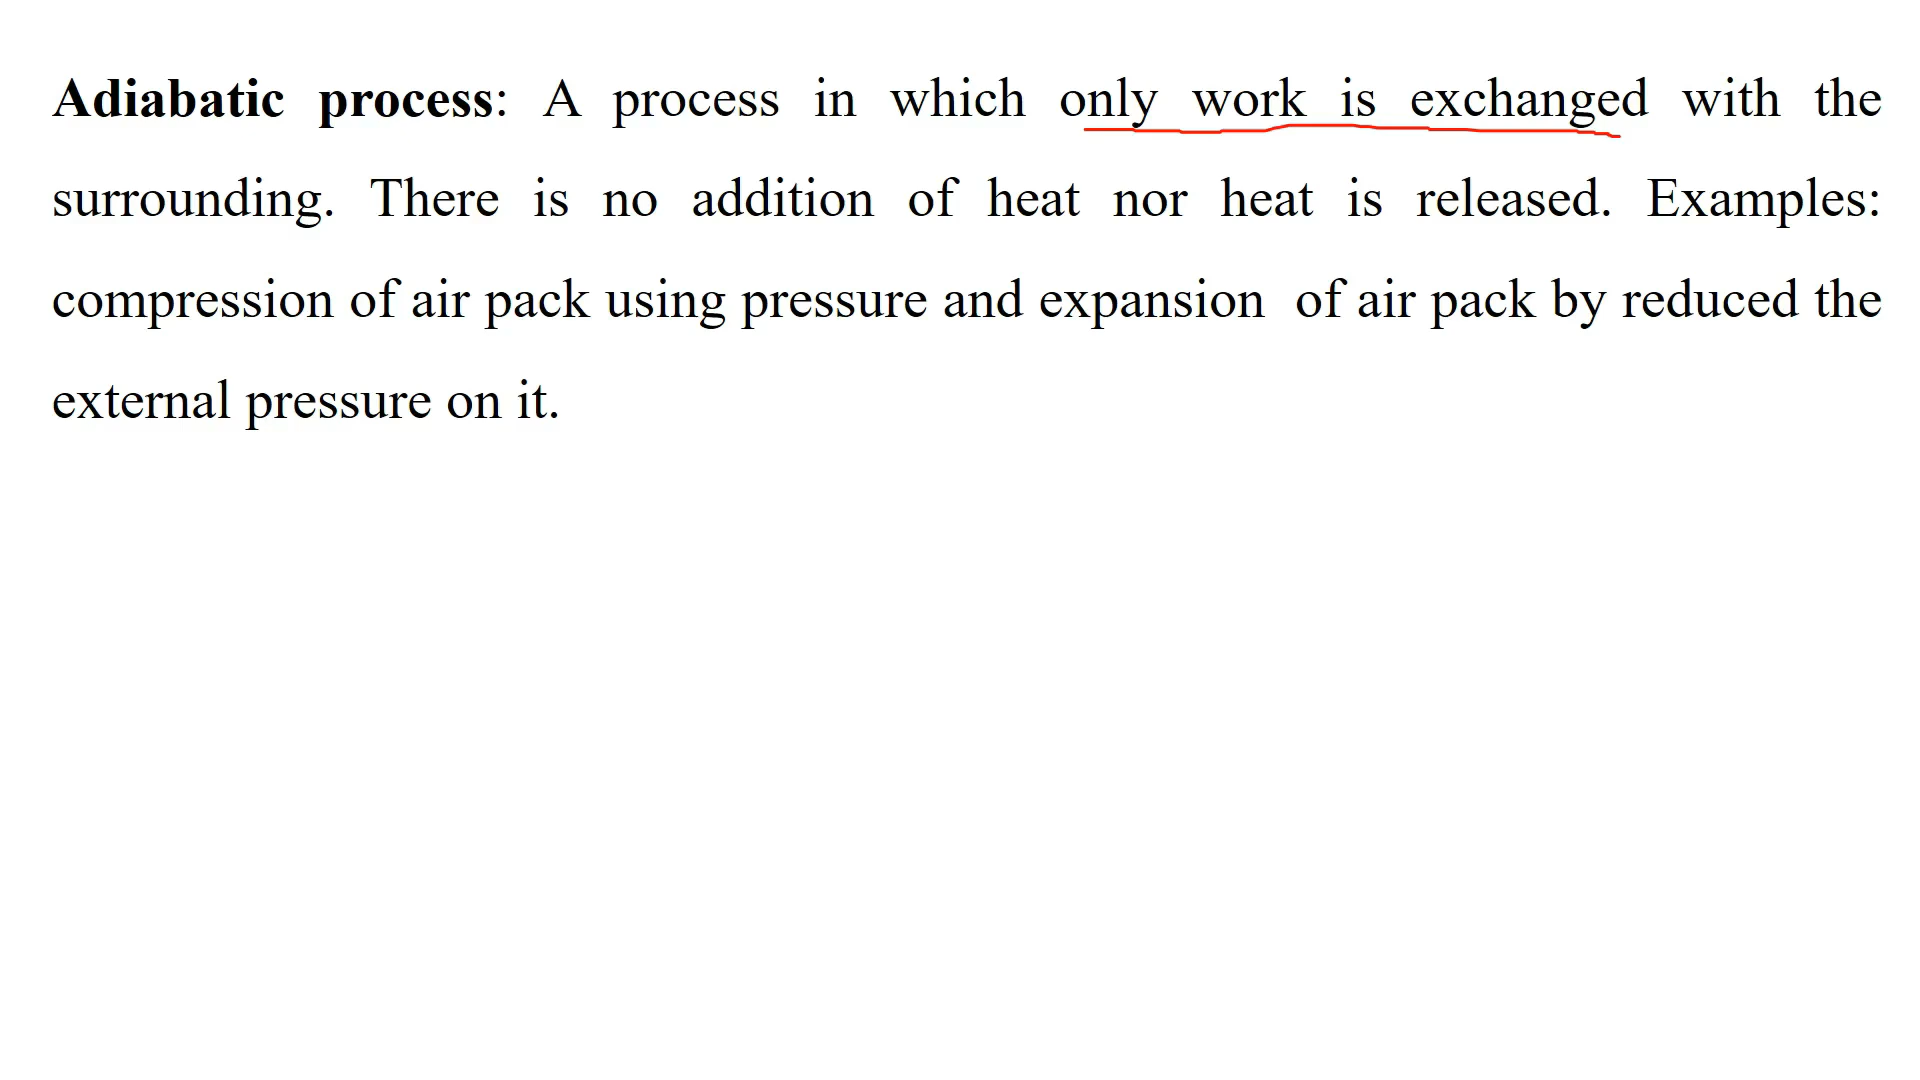 Adiabatic process: A process in which only work is exchanged with the
surrounding. There is no addition of heat nor heat is released. Examples:
compression of air pack using pressure and expansion of air pack by reduced the
external pressure on it.